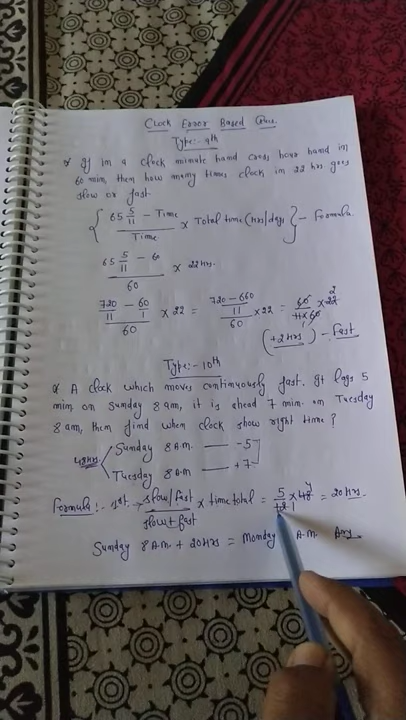 Clock Error Based Ques.
Type:- 9th
Q If in a clock minute hand cross hour hand in
60 min, then how many times clock in 22 hrs goes
slow or fast.
{ (65 5/11 - Time)/Time × Total time (hrs/days) } - Formula.
(65 5/11 - 60)/60 × 22 hrs.
(720/11 - 60/1)/60 × 22 = ((720 - 660)/11)/60 × 22 = 60/(11×60) × 22 2
(+2 hrs) - Fast
Type:- 10th
Q A clock which moves continuously fast. It lags 5
min on Sunday 8 am, it is ahead 7 min on Tuesday
8 am, then find when clock show right time?
48 hrs Sunday 8 A.M. — -5
Tuesday 8 A.M — +7
Formula:- 1st. → slow/fast / slow+fast × time total = 5/12 × 48 4 = 20 Hrs.
Sunday 8 A.M. + 20 Hrs = Monday A.M. Ans